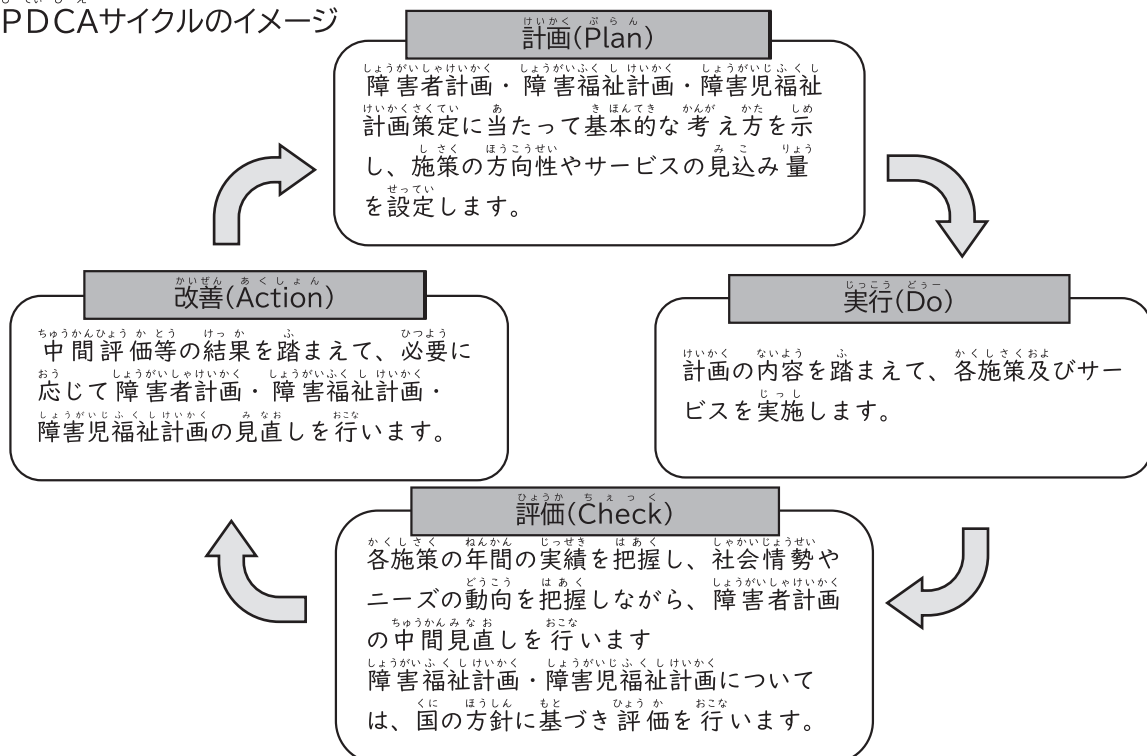 PDCAサイクルのイメージ
計画(Plan)
障害者計画・障害福祉計画・障害児福祉
計画策定に当たって基本的な考え方を示
し、施策の方向性やサービスの見込み量
を設定します。
改善(Action)
中間評価等の結果を踏まえて、必要に
応じて障害者計画・障害福祉計画・
障害児福祉計画の見直しを行います。
実行(Do)
計画の内容を踏まえて、各施策及びサー
ビスを実施します。
評価(Check)
各施策の年間の実績を把握し、社会情勢や
ニーズの動向を把握しながら、障害者計画
の中間見直しを行います
障害福祉計画・障害児福祉計画について
は、国の方針に基づき評価を行います。